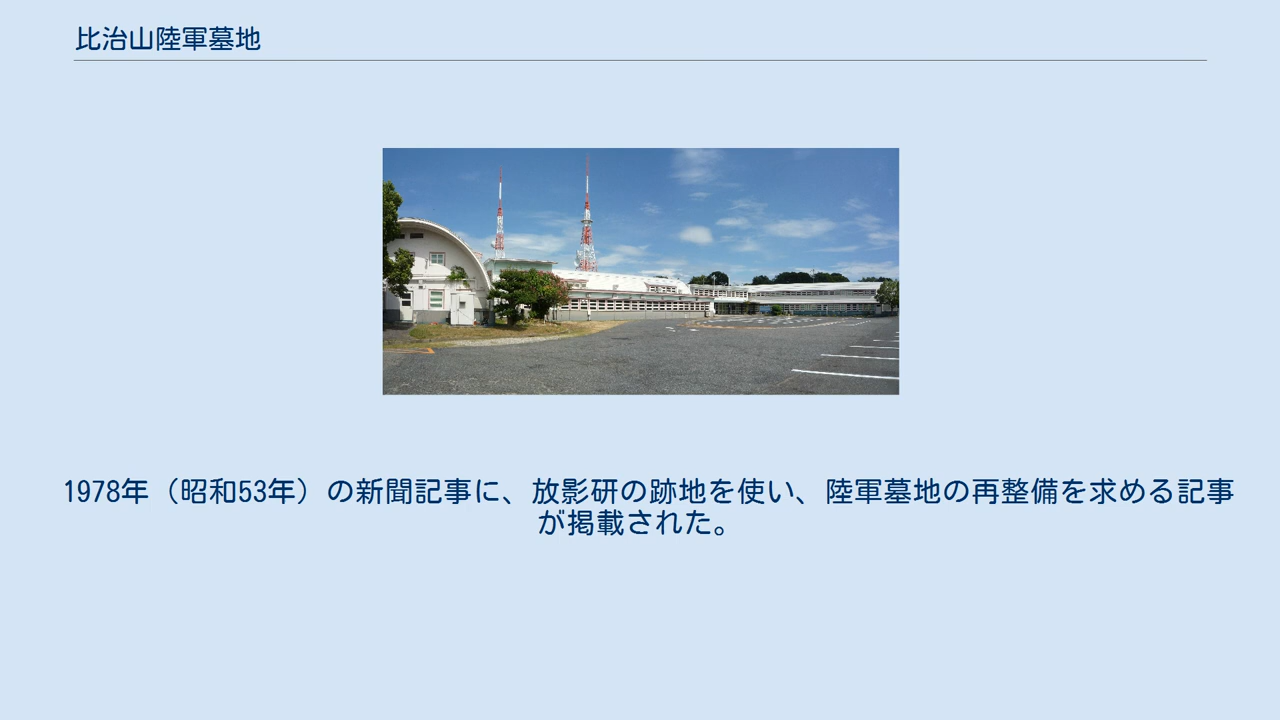 比治山陸軍墓地
1978年（昭和53年）の新聞記事に、放影研の跡地を使い、陸軍墓地の再整備を求める記事
が掲載された。